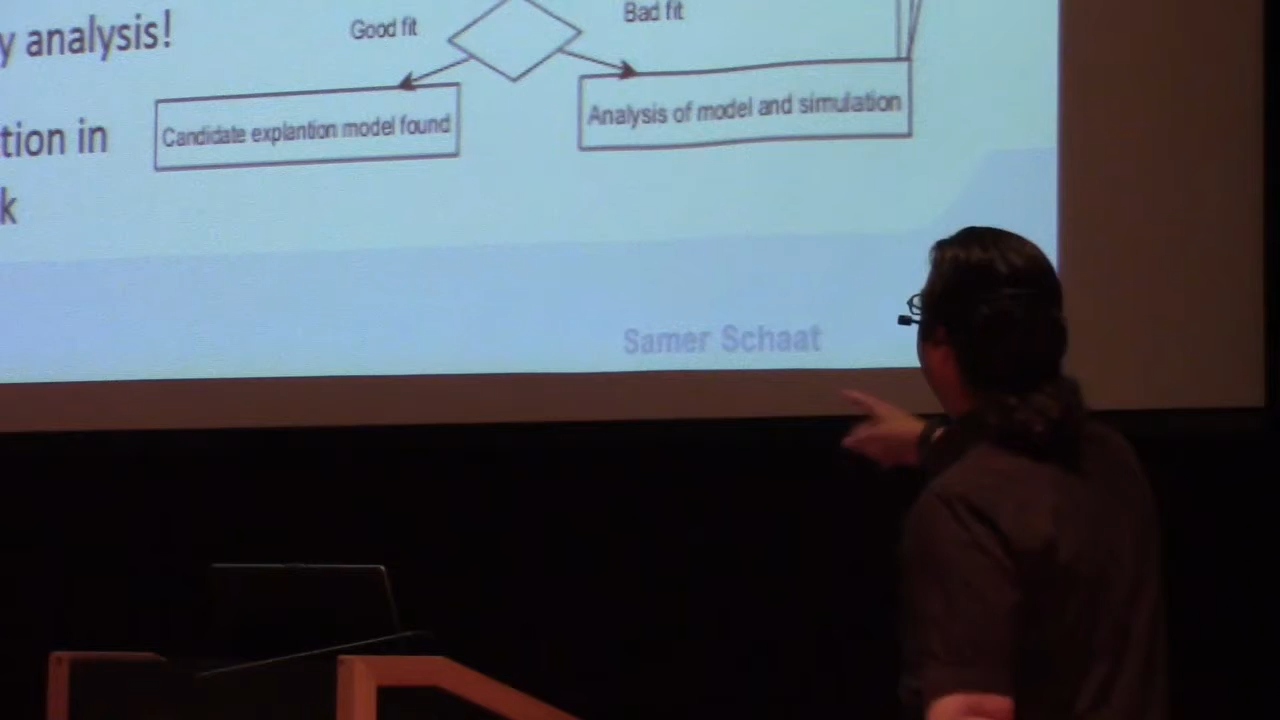 y analysis!
tion in
k
Good fit
Bad fit
Candidate explantion model found
Analysis of model and simulation
Samer Schaat